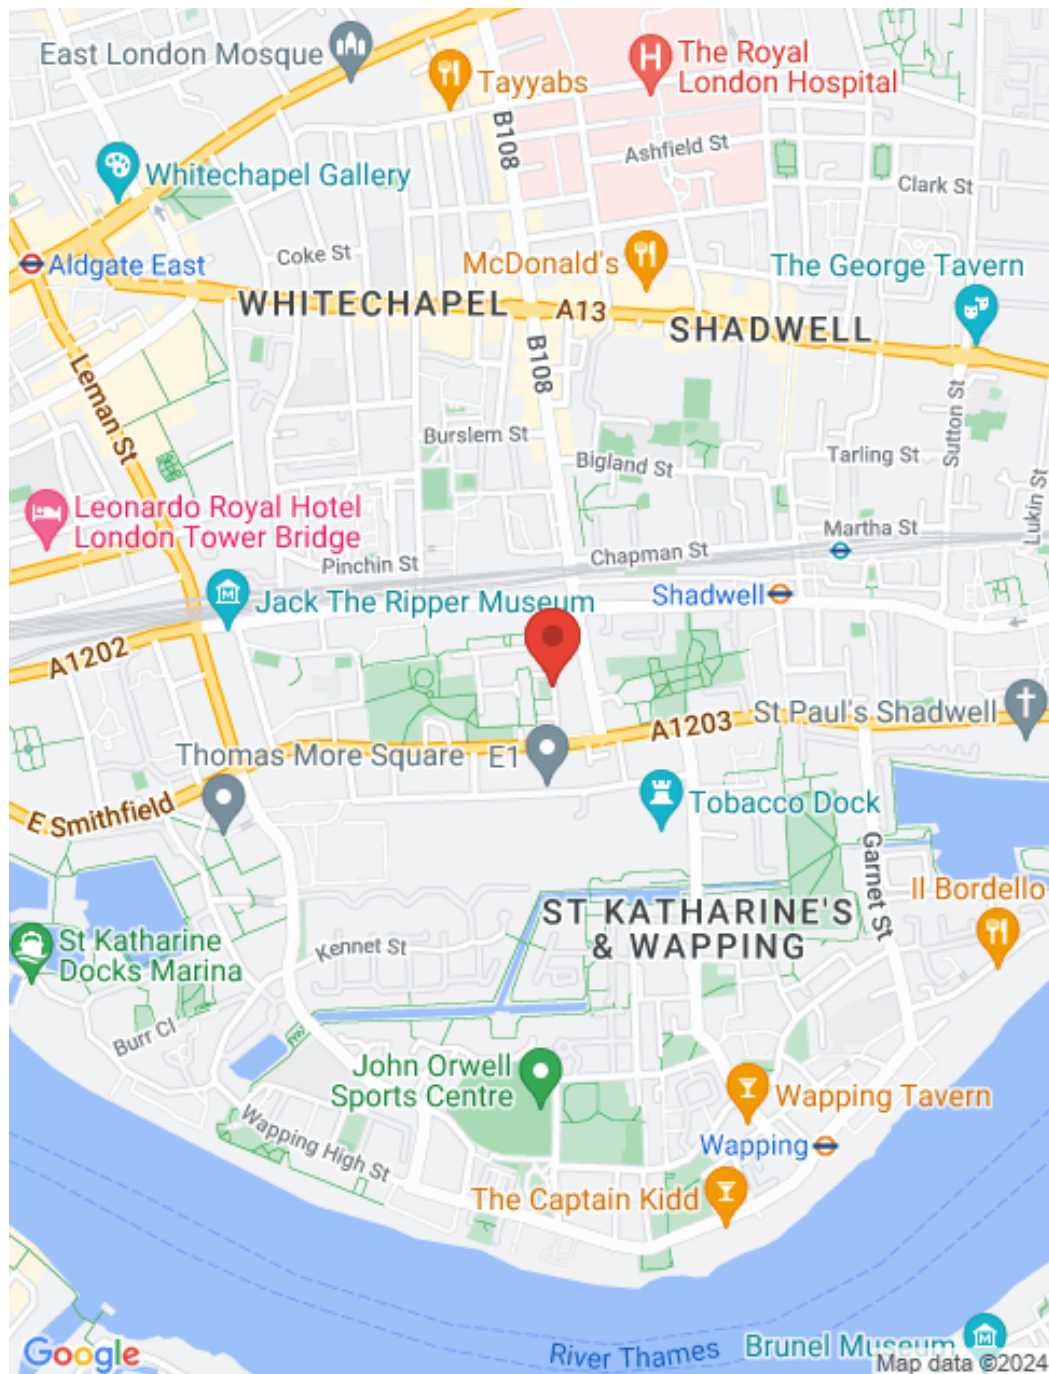 East London Mosque
Tayyabs
The Royal
London Hospital
B108
Ashfield St
Whitechapel Gallery
Clark St
Coke St
McDonald's
Aldgate East
The George Tavern
WHITECHAPEL
A13
SHADWELL
B108
Leman St
Sutton St
Burslem St
Bigland St
Tarling St
Lukin St
Leonardo Royal Hotel
London Tower Bridge
Martha St
Chapman St
Pinchin St
Shadwell
Jack The Ripper Museum
A1202
St Paul's Shadwell
A1203
Thomas More Square
E1
E Smithfield
Tobacco Dock
Garnet St
Il Bordello
ST KATHARINE'S
& WAPPING
Kennet St
St Katharine
Docks Marina
Burr Cl
John Orwell
Sports Centre
Wapping Tavern
Wapping High St
Wapping
The Captain Kidd
River Thames
Brunel Museum
Google
Map data ©2024